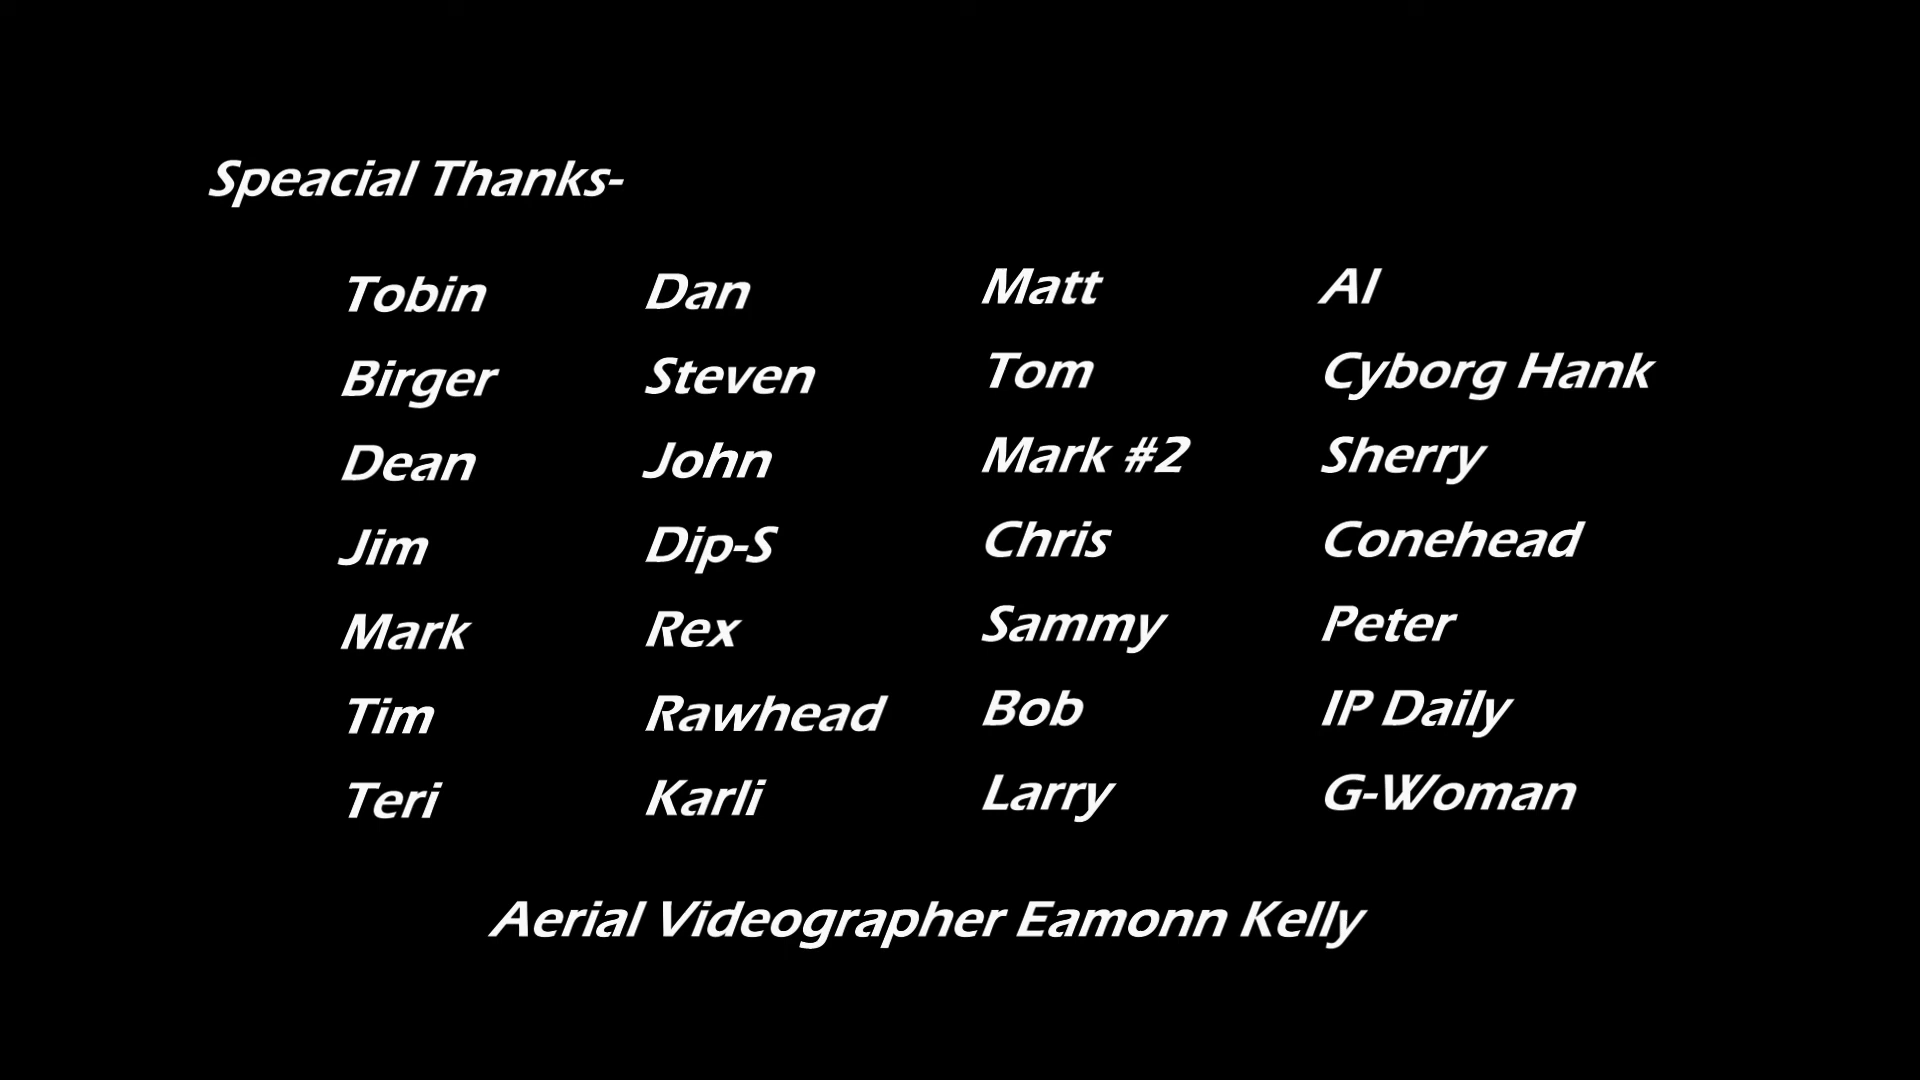 Speacial Thanks-
Tobin Dan Matt Al
Birger Steven Tom Cyborg Hank
Dean John Mark #2 Sherry
Jim Dip-S Chris Conehead
Mark Rex Sammy Peter
Tim Rawhead Bob IP Daily
Teri Karli Larry G-Woman
Aerial Videographer Eamonn Kelly